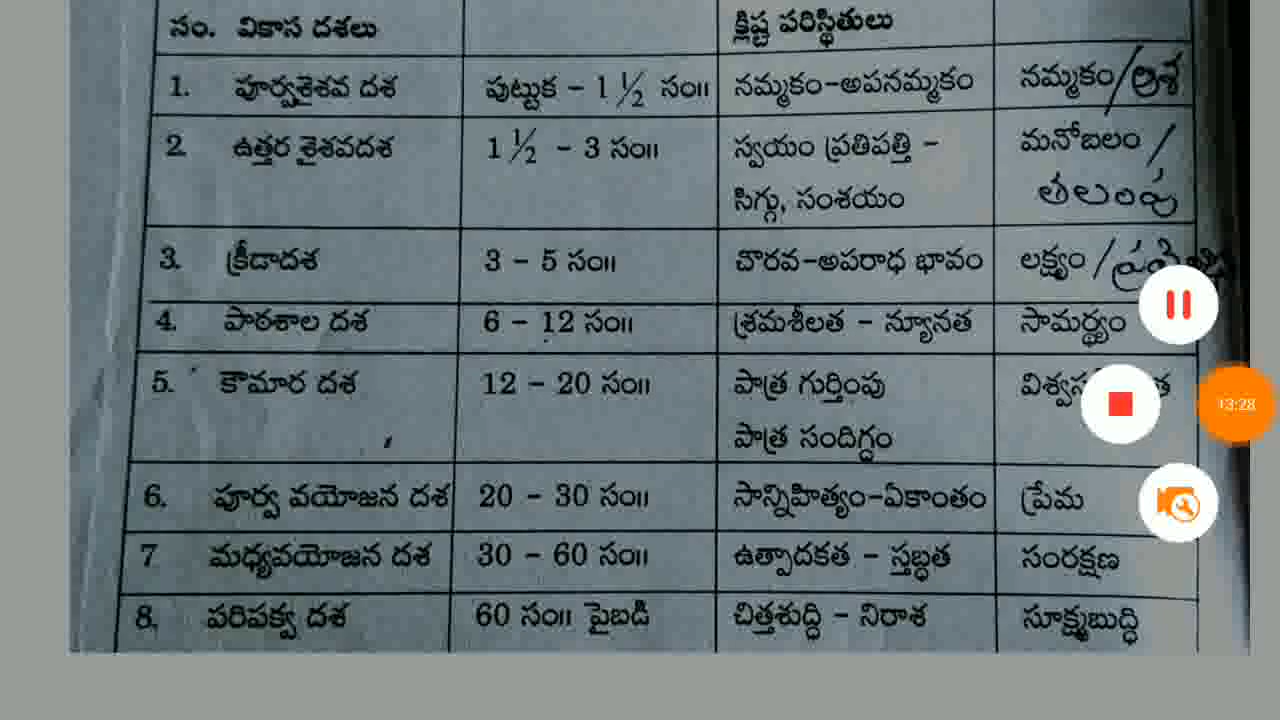 నం. వికాస దశలు క్లిష్ట పరిస్థితులు
1. పూర్వశైశవ దశ పుట్టుక - 1 ½ సం॥ నమ్మకం-అపనమ్మకం నమ్మకం/ఆశ
2 ఉత్తర శైశవదశ 1 ½ - 3 సం॥ స్వయం ప్రతిపత్తి - మనోబలం /
సిగ్గు, సంశయం తలంపు
3. క్రీడాదశ 3 - 5 సం॥ చొరవ-అపరాధ భావం లక్ష్యం /
4. పాఠశాల దశ 6 - 12 సం॥ శ్రమశీలత - న్యూనత సామర్థ్యం
5. కౌమార దశ 12 - 20 సం॥ పాత్ర గుర్తింపు
పాత్ర సందిగ్ధం
6. పూర్వ వయోజన దశ 20 - 30 సం॥ సాన్నిహిత్యం-ఏకాంతం ప్రేమ
7 మధ్యవయోజన దశ 30 - 60 సం॥ ఉత్పాదకత - స్తబ్ధత సంరక్షణ
8. పరిపక్వ దశ 60 సం॥ పైబడి చిత్తశుద్ధి - నిరాశ సూక్ష్మబుద్ధి
13:28